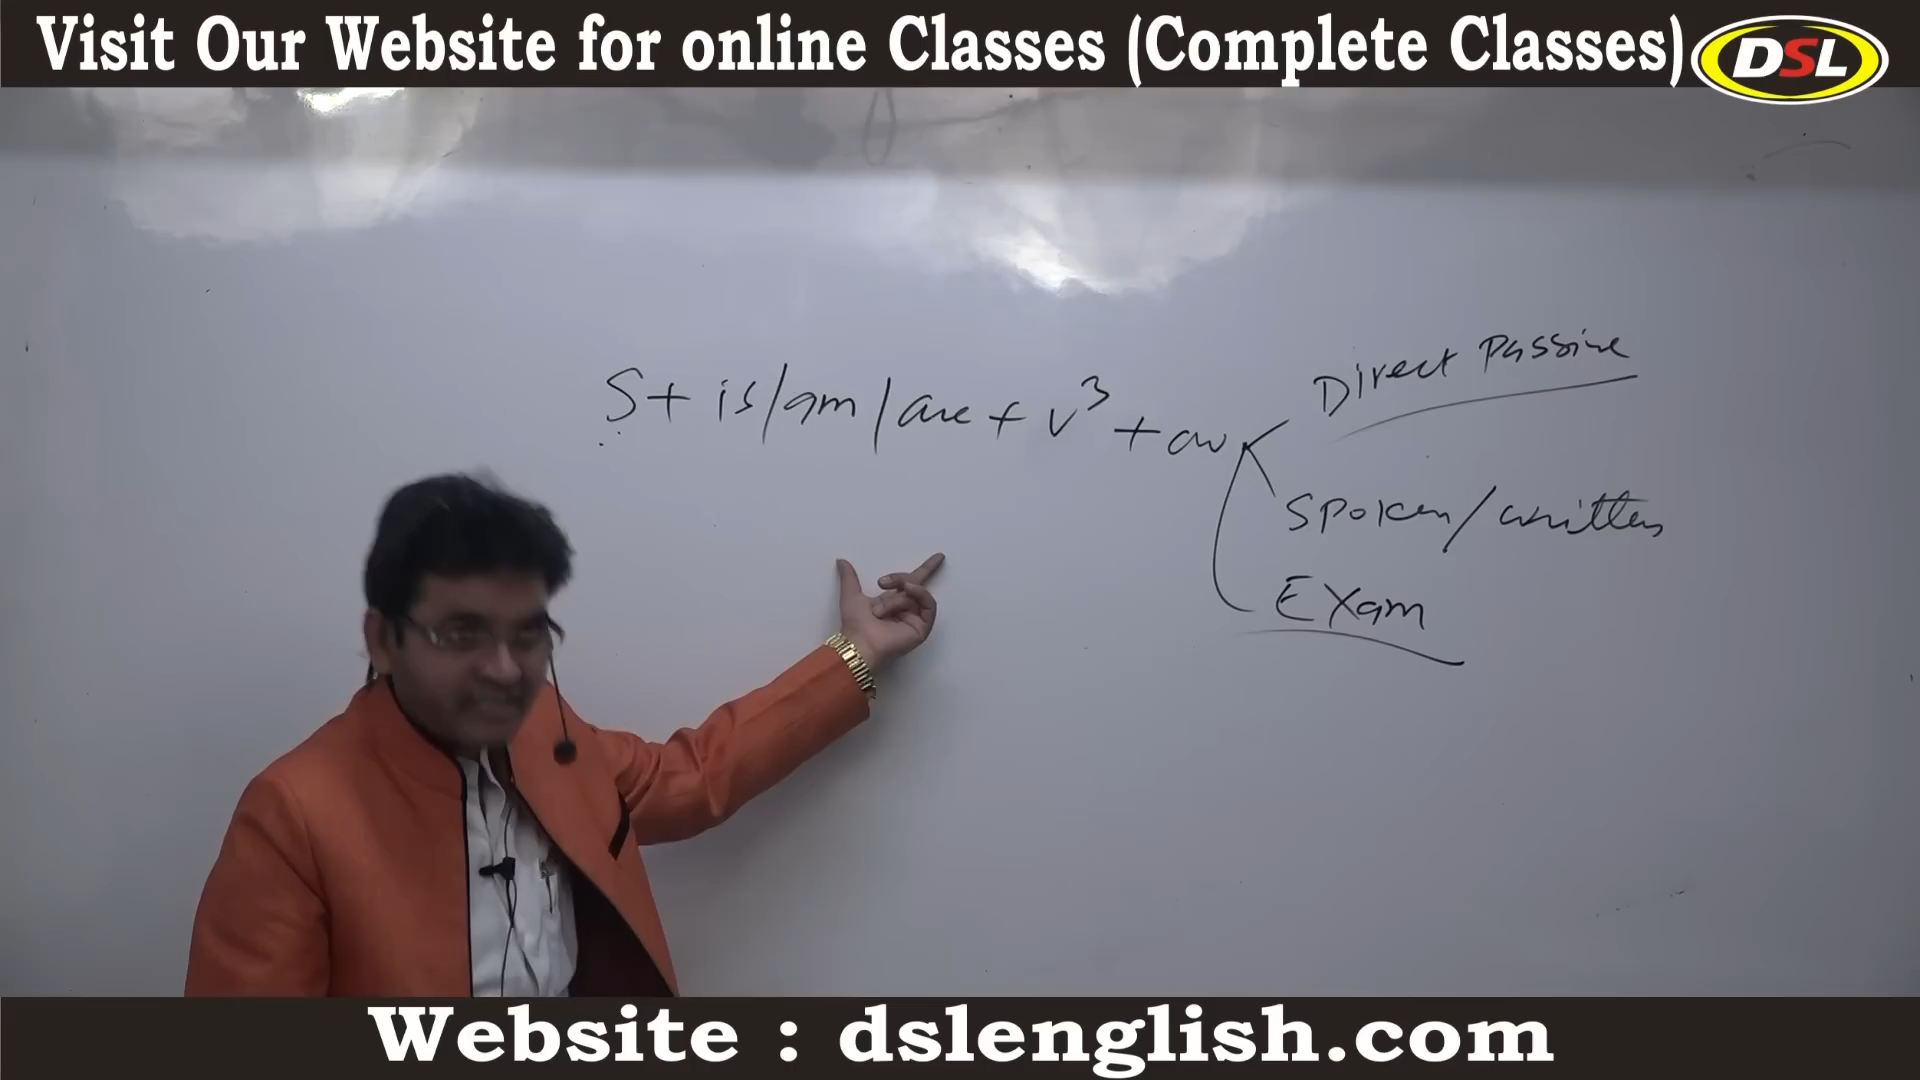 Visit Our Website for online Classes (Complete Classes)
DSL
S + is/am/are + v3 + ow
Direct Passive
Spoken/written
Exam
Website : dslenglish.com